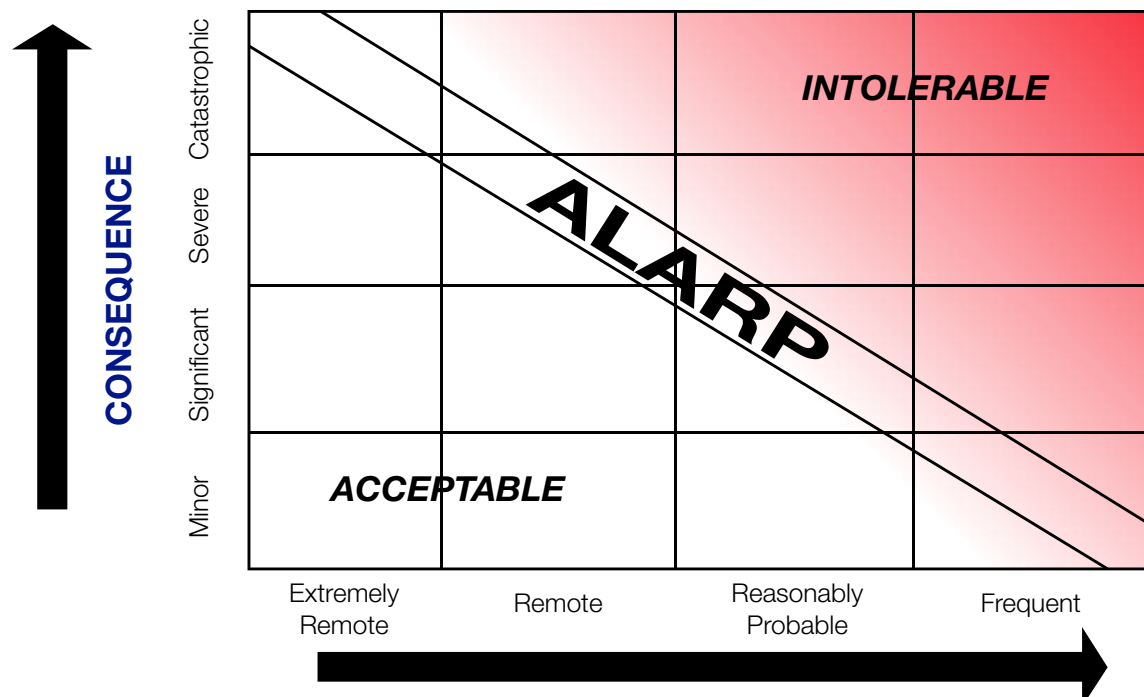 CONSEQUENCE
Catastrophic
Severe
Significant
Minor
INTOLERABLE
ALARP
ACCEPTABLE
Extremely
Remote
Remote
Reasonably
Probable
Frequent